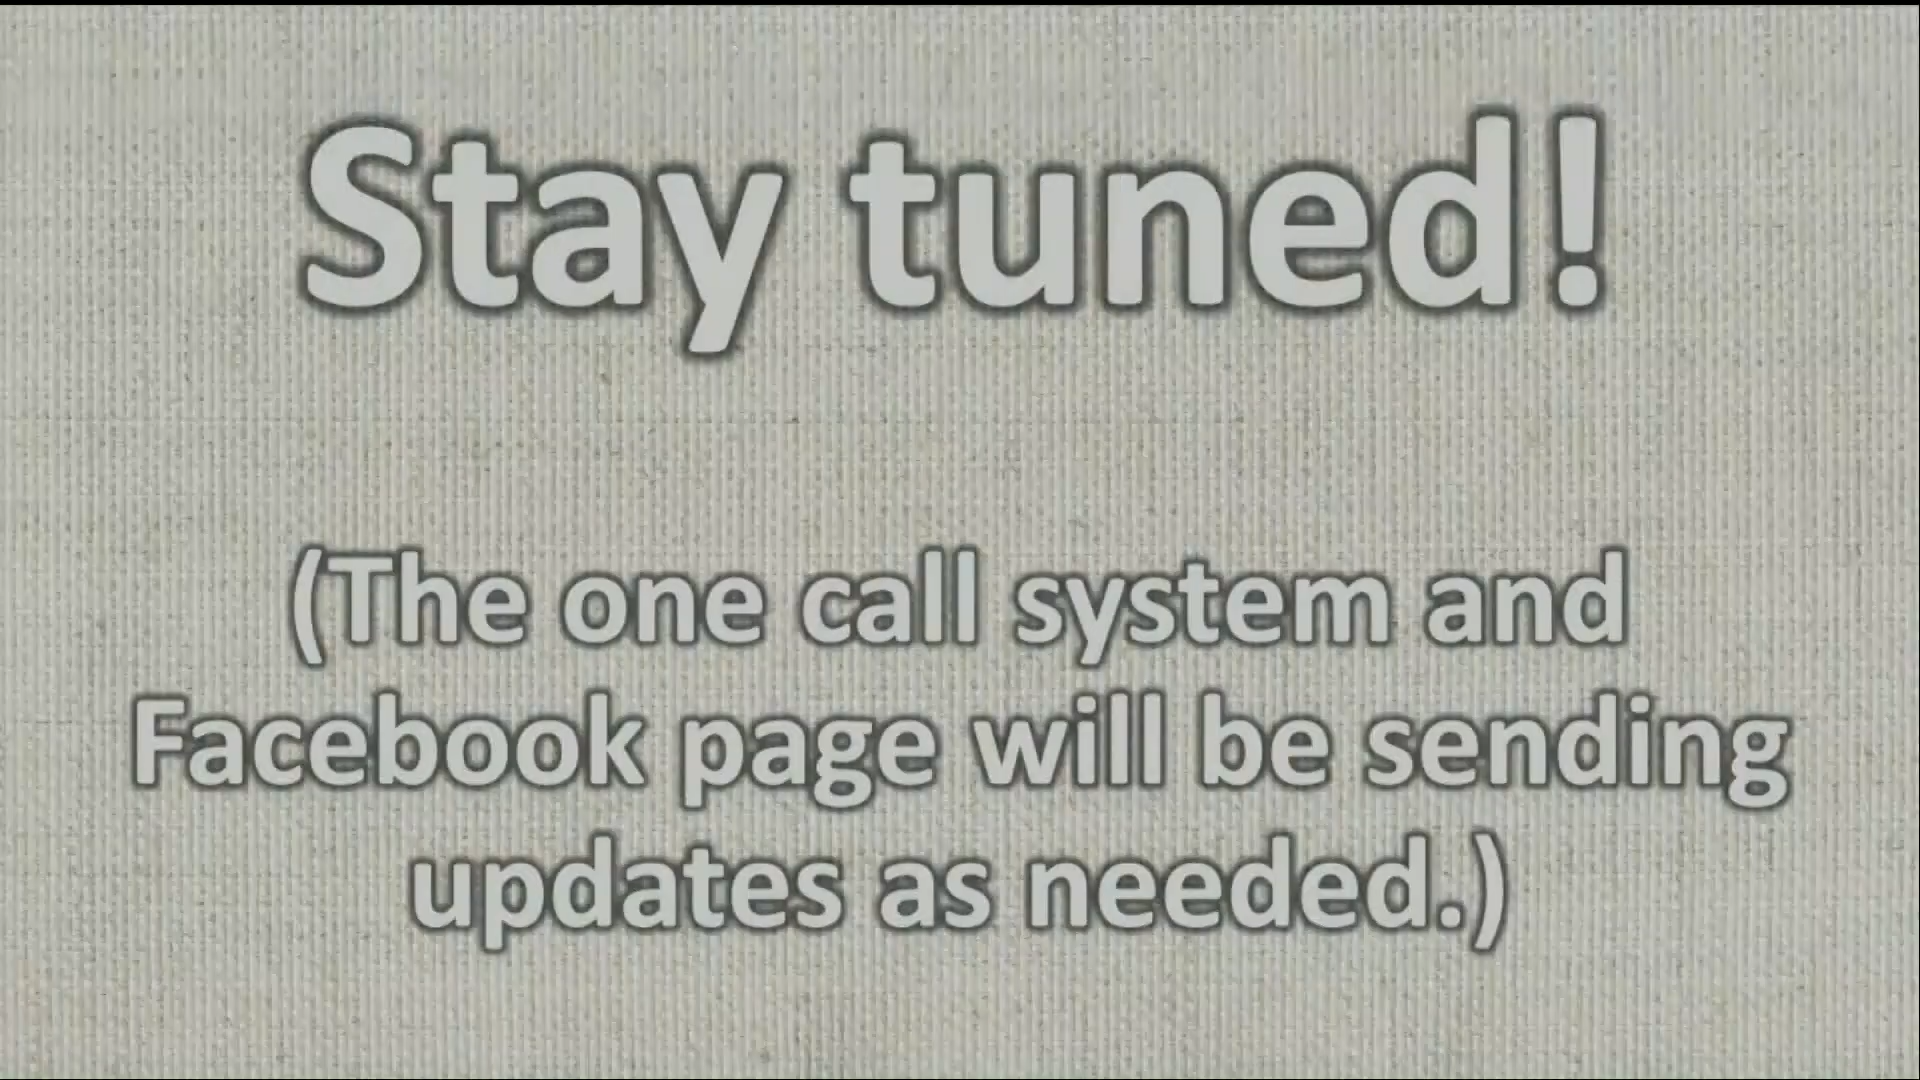 Stay tuned!
(The one call system and
Facebook page will be sending
updates as needed.)